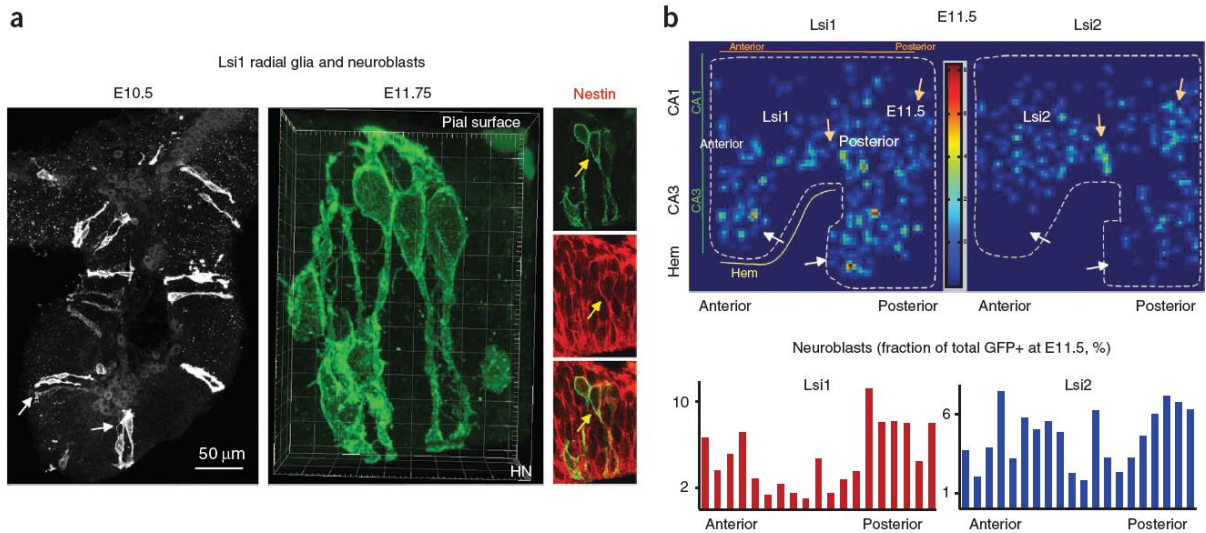 a
Lsi1 radial glia and neuroblasts
E10.5
E11.75
Nestin
Pial surface
HN
50 μm
b
E11.5
Lsi1
Lsi2
Anterior
Posterior
CA1
CA1
E11.5
Lsi1
Lsi2
Anterior
Posterior
CA3
CA3
Hem
Hem
Anterior
Posterior
Anterior
Posterior
Neuroblasts (fraction of total GFP+ at E11.5, %)
Lsi1
Lsi2
10
2
6
1
Anterior
Posterior
Anterior
Posterior